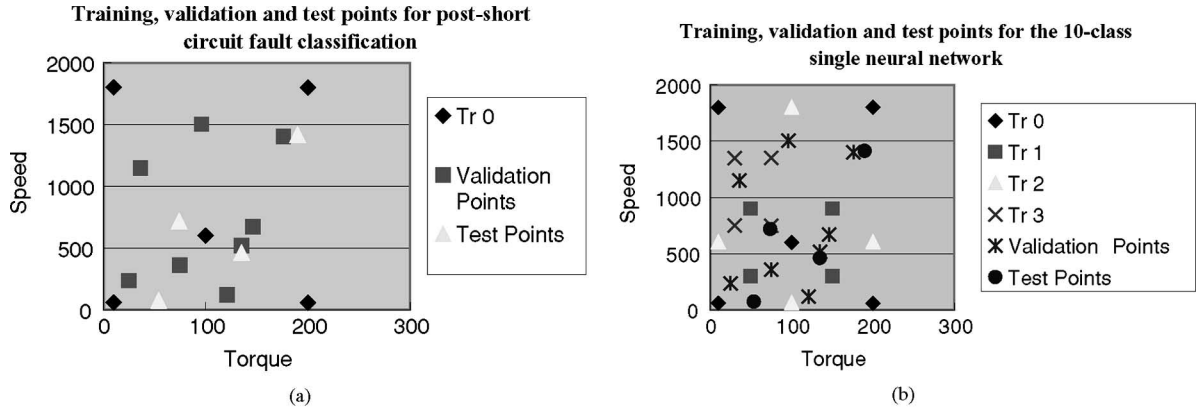 Training, validation and test points for post-short
circuit fault classification
2000
1500
1000
500
0
0
100
200
300
Speed
Torque
Tr 0
Validation
Points
Test Points
(a)
Training, validation and test points for the 10-class
single neural network
2000
1500
1000
500
0
0
100
200
300
Speed
Torque
Tr 0
Tr 1
Tr 2
Tr 3
Validation Points
Test Points
(b)